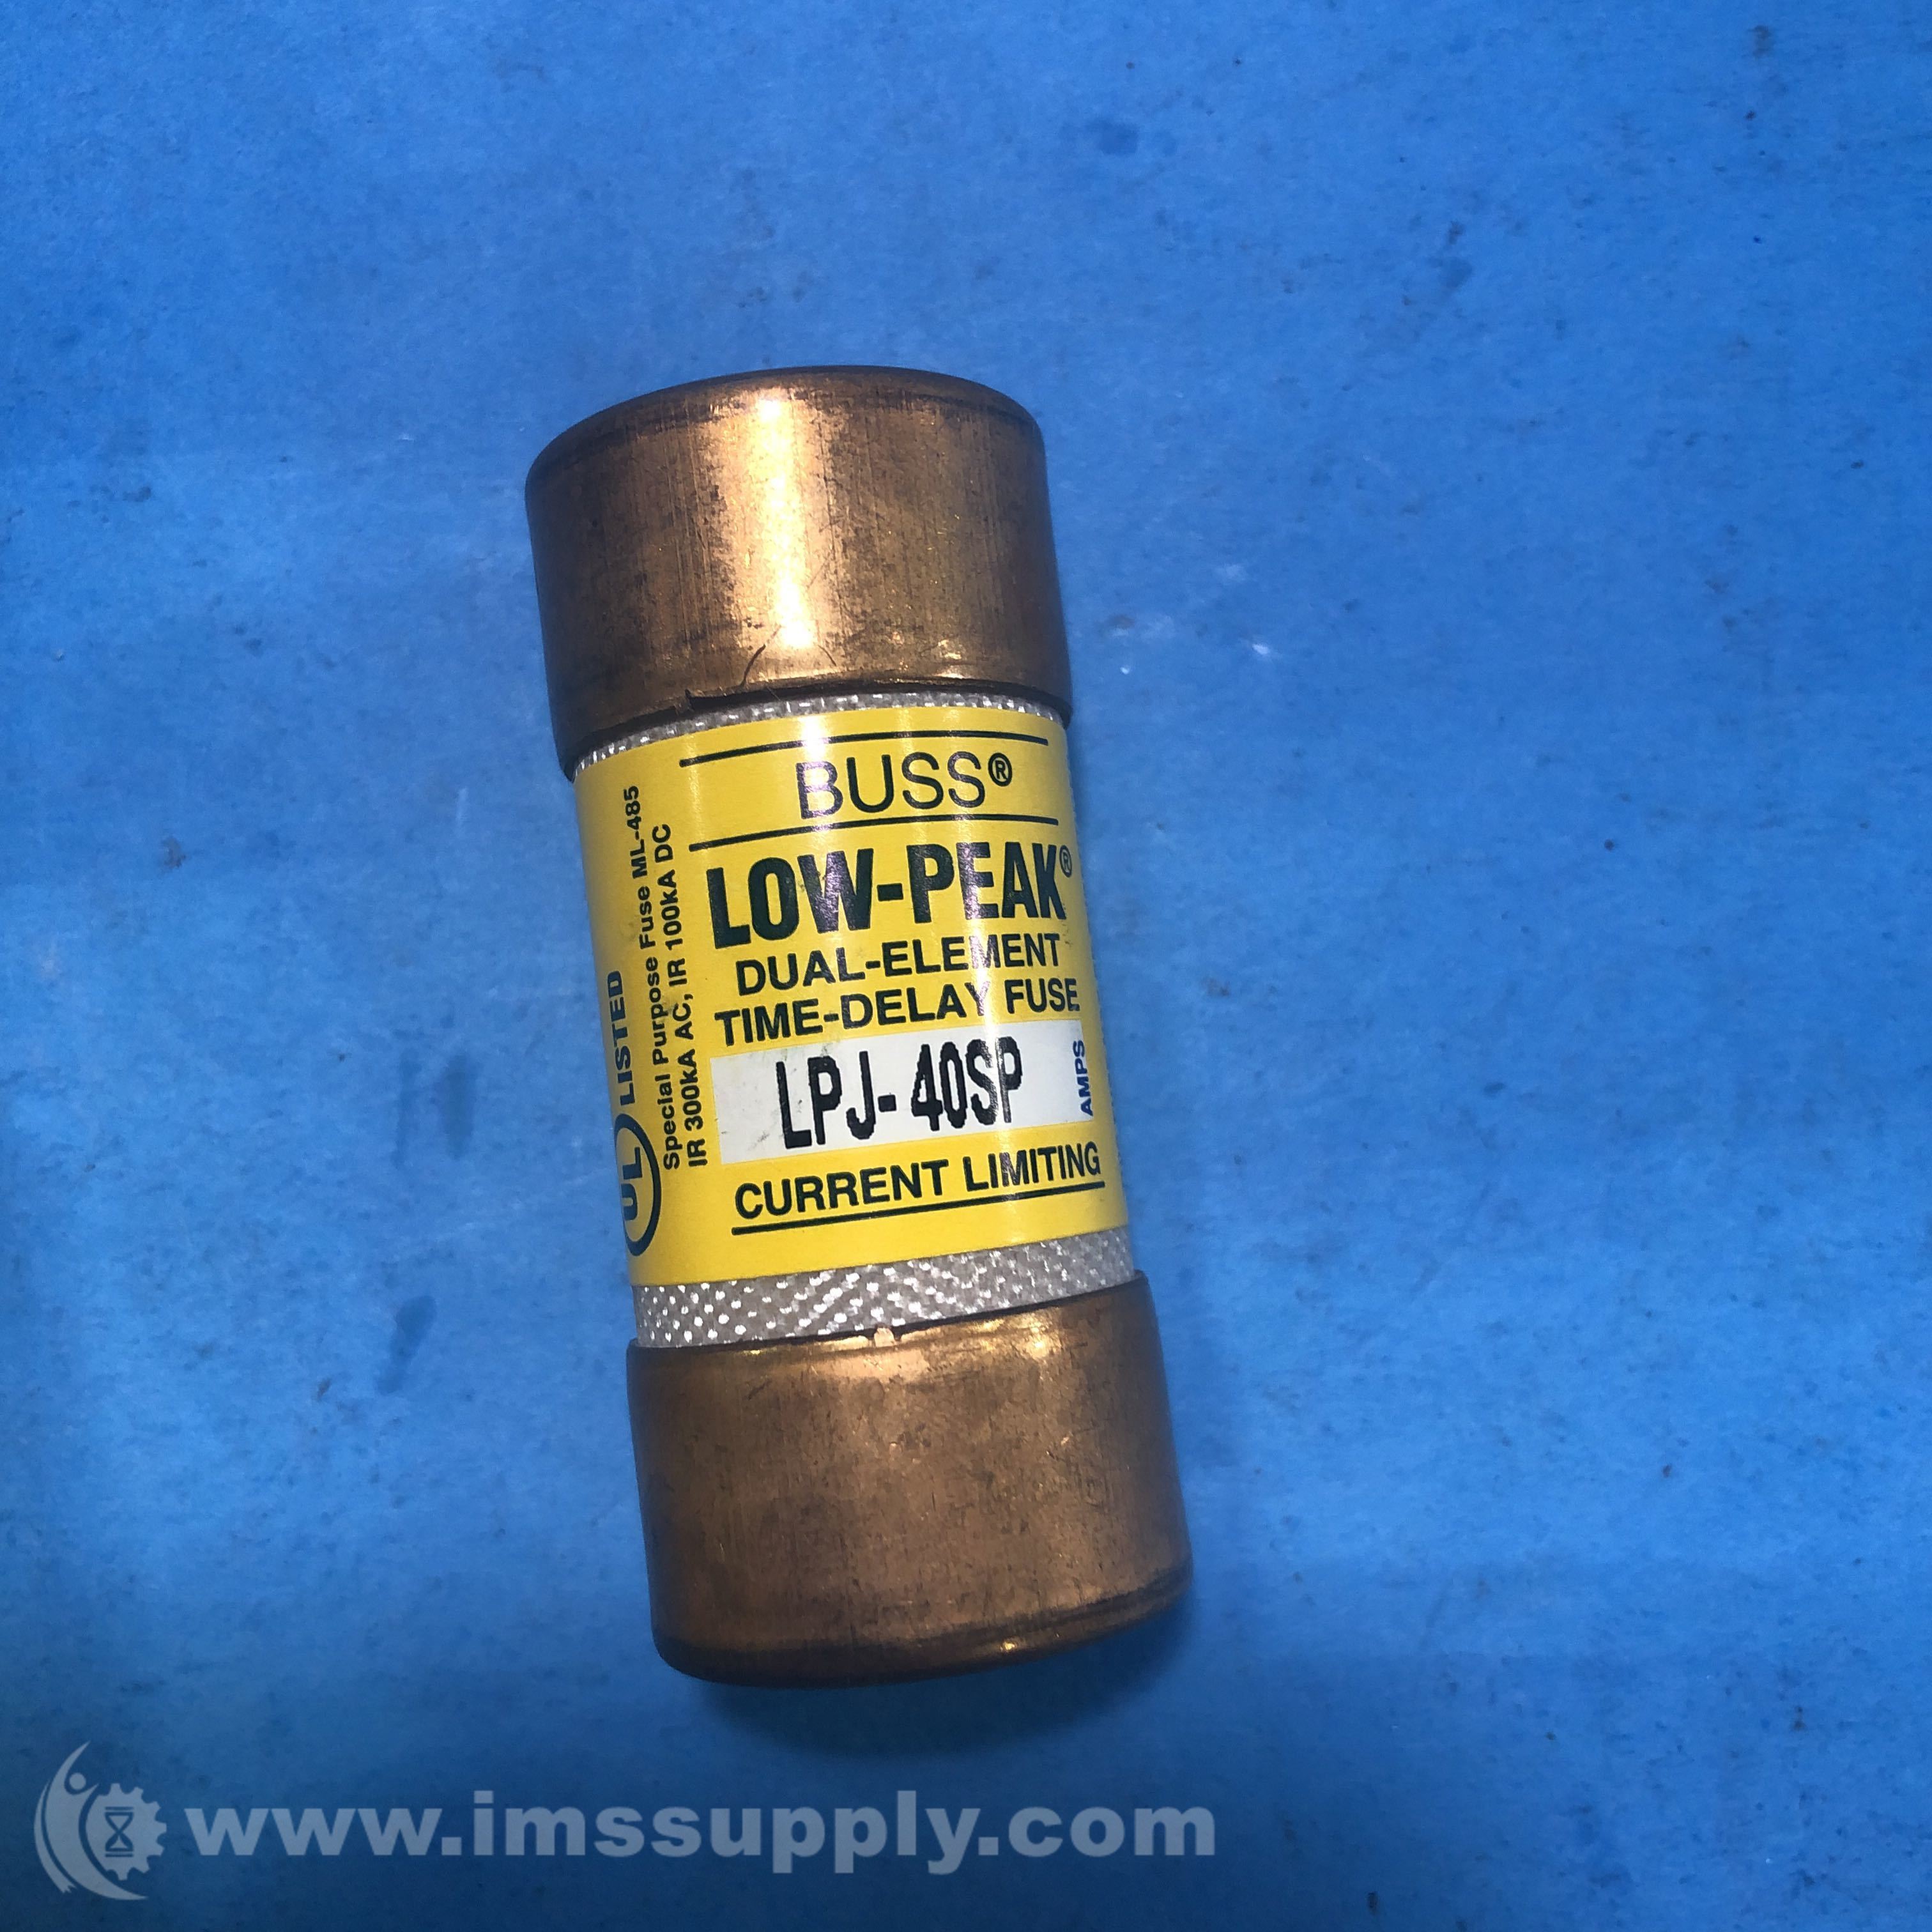 BUSS®
LOW-PEAK®
DUAL-ELEMENT
TIME-DELAY FUSE
LPJ-40SP
AMPS
CURRENT LIMITING
UL LISTED
Special Purpose Fuse ML-485
IR 300kA AC, IR 100kA DC
www.imssupply.com